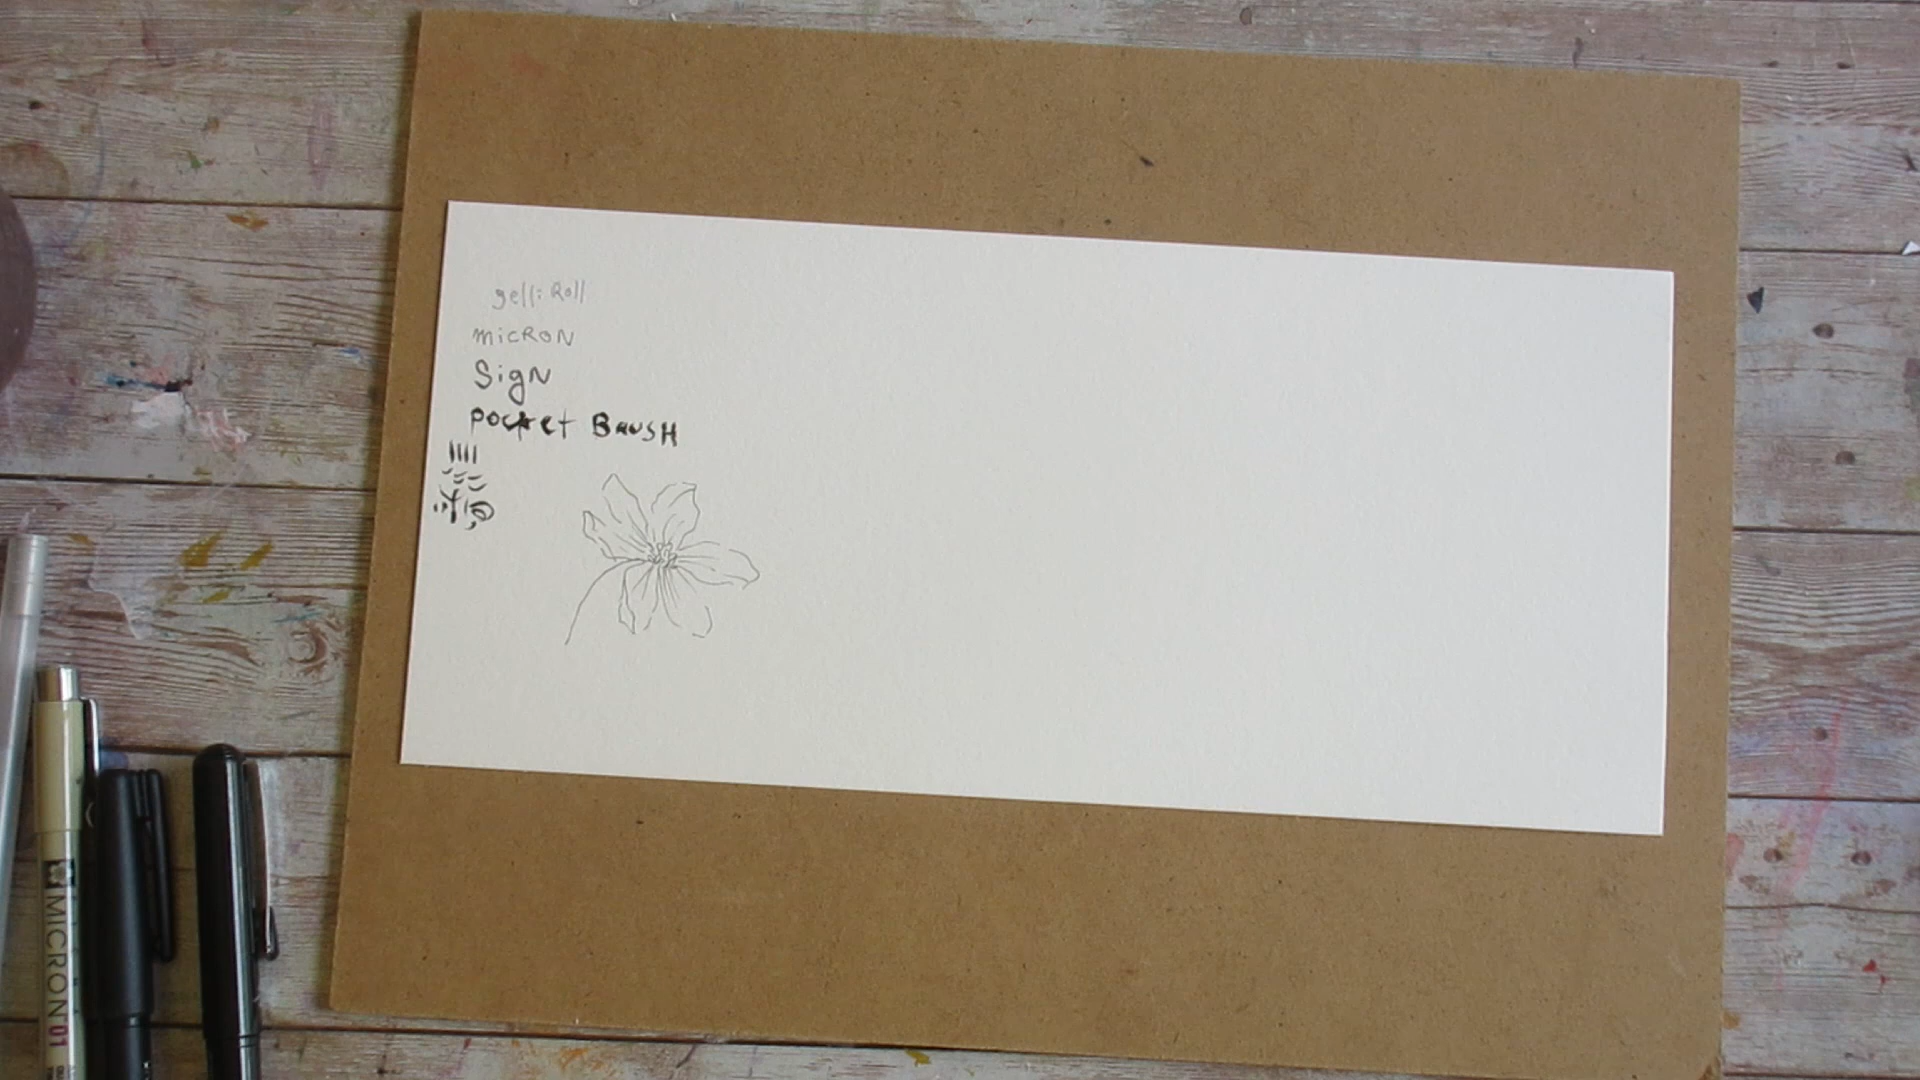 gelli Roll
micRoN
SigN
pocket BRUSH
MICRON 01